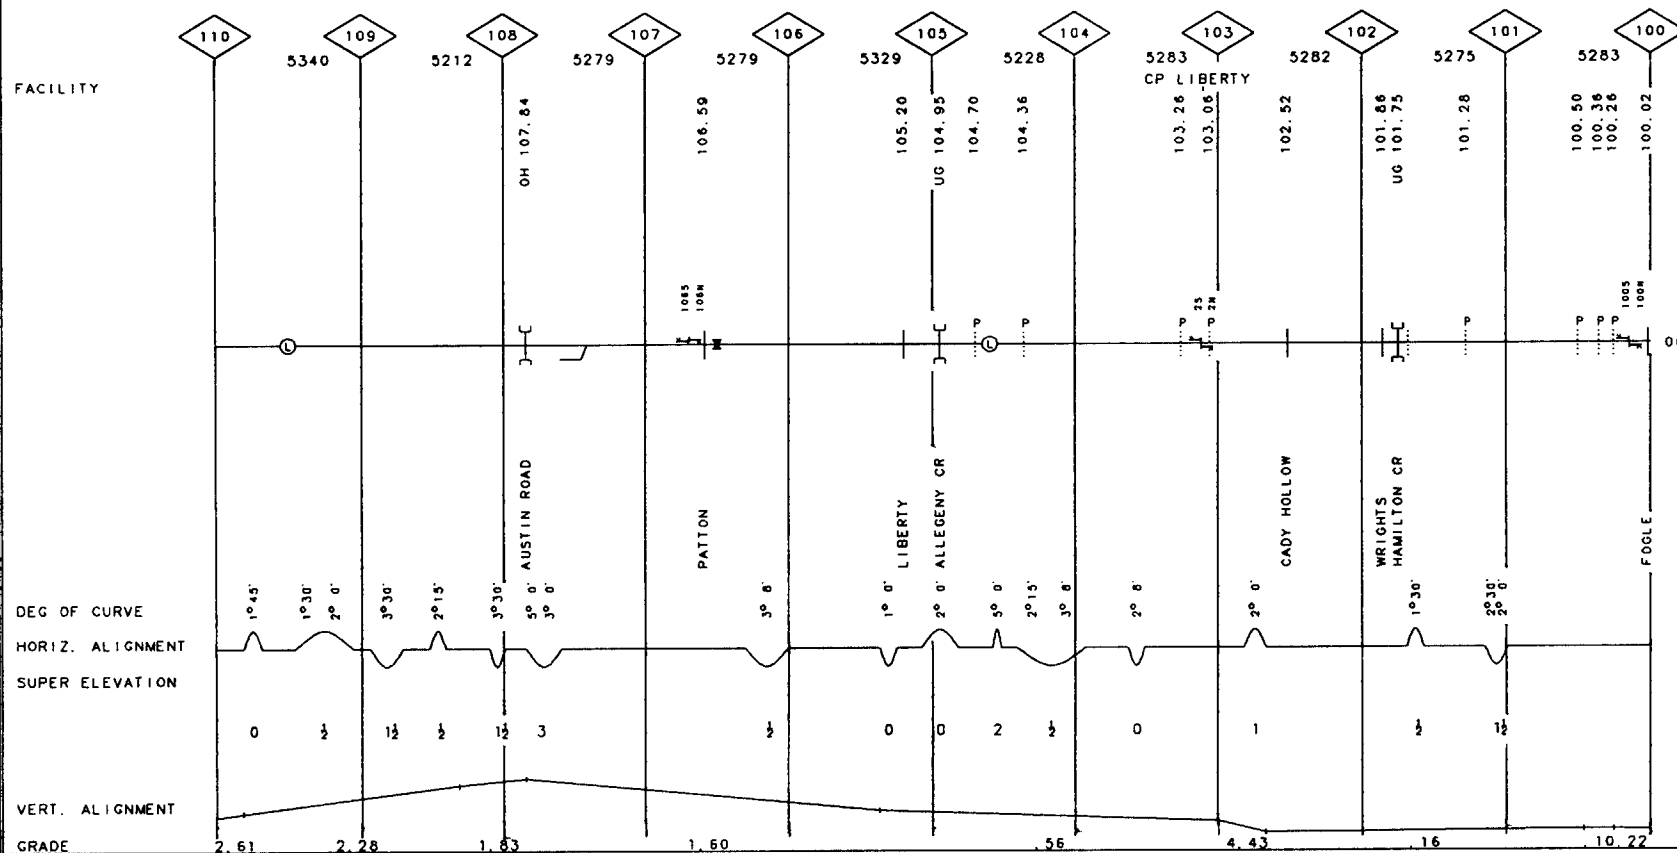 110 109 108 107 106 105 104 103 102 101 100
5340 5212 5279 5279 5329 5228 5283 5282 5275 5283
CP LIBERTY
FACILITY
OH 107.84
106.59
105.20
UG 104.95
104.70
104.36
103.26
103.06
102.52
101.86
UG 101.75
101.28
100.50
100.36
100.26
100.02
106S
106N
2S
2N
100S
100N
L
P
L
P
P
P
P
P
P
P
AUSTIN ROAD
PATTON
LIBERTY
ALLEGENY CR
CADY HOLLOW
WRIGHTS
HAMILTON CR
FOGLE
DEG OF CURVE
1°45' 1°30' 2° 0' 3°30' 2°15' 3°30' 5° 0' 3° 0' 3° 8' 1° 0' 2° 0' 5° 0' 2°15' 3° 8' 2° 8' 2° 0' 1°30' 2°30' 2° 0'
HORIZ. ALIGNMENT
SUPER ELEVATION
0 ½ 1½ ½ 1½ 3 ½ 0 0 2 ½ 0 1 ½ 1½
VERT. ALIGNMENT
GRADE 2.61 2.28 1.83 1.60 .56 4.43 .16 .10 .22